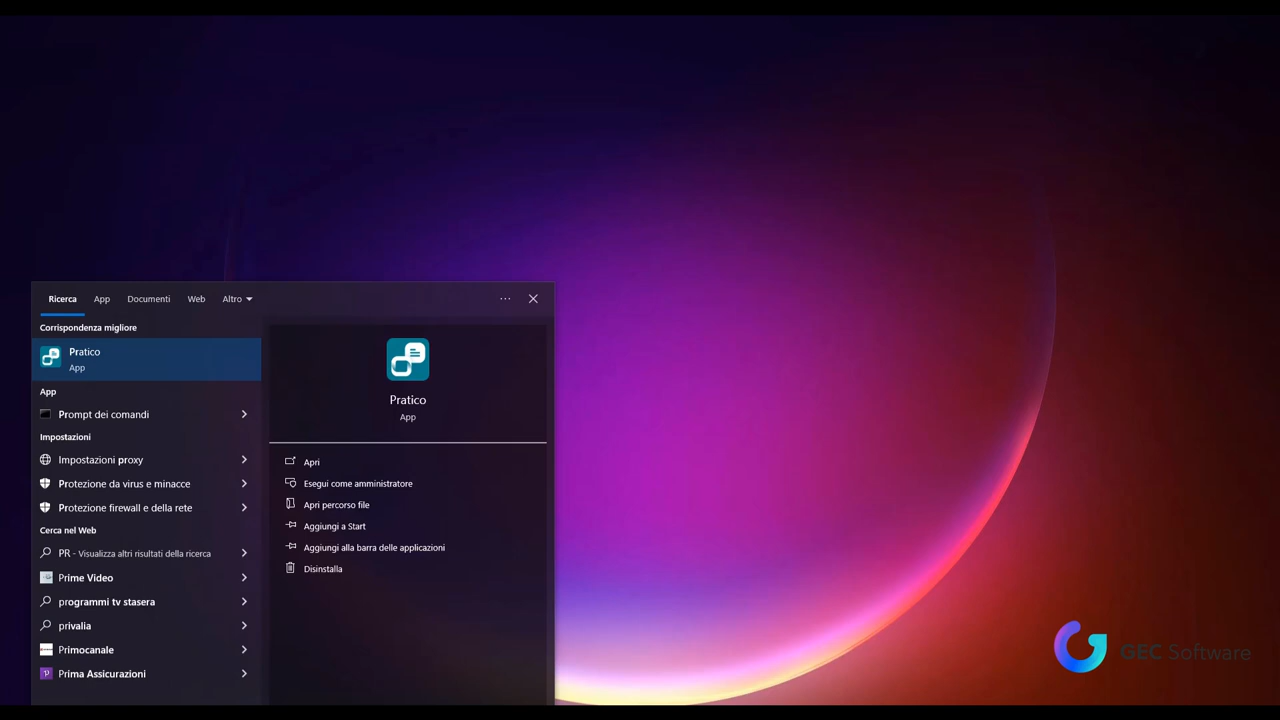 Ricerca App Documenti Web Altro
Corrispondenza migliore
Pratico
App
App
Prompt dei comandi
Impostazioni
Impostazioni proxy
Protezione da virus e minacce
Protezione firewall e della rete
Cerca nel Web
PR - Visualizza altri risultati della ricerca
Prime Video
programmi tv stasera
privalia
Primocanale
Prima Assicurazioni
Pratico
App
Apri
Esegui come amministratore
Apri percorso file
Aggiungi a Start
Aggiungi alla barra delle applicazioni
Disinstalla
GEC Software